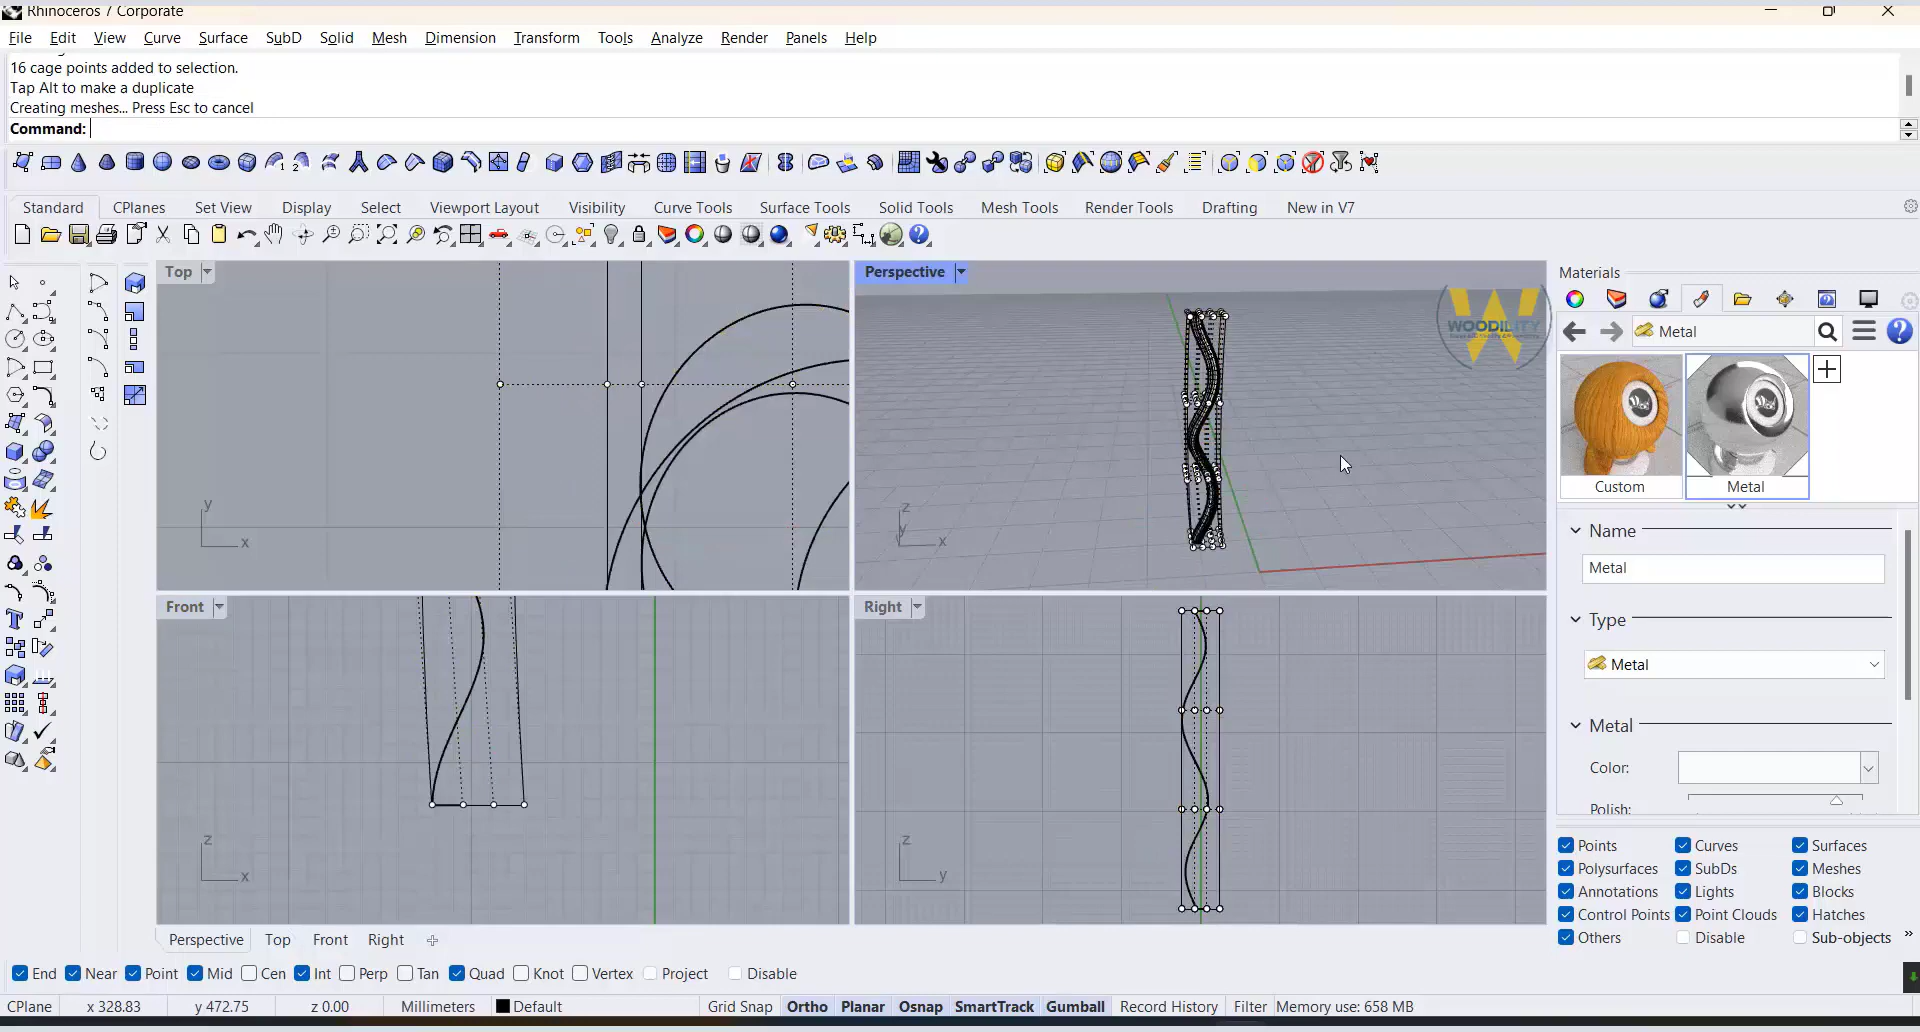 Rhinoceros 7 Corporate
File Edit View Curve Surface SubD Solid Mesh Dimension Transform Tools Analyze Render Panels Help
16 cage points added to selection.
Tap Alt to make a duplicate
Creating meshes... Press Esc to cancel
Command:
Standard CPlanes Set View Display Select Viewport Layout Visibility Curve Tools Surface Tools Solid Tools Mesh Tools Render Tools Drafting New in V7
Top
y
x
Perspective
WOODILITY
z
y
x
Front
z
x
Right
z
y
Materials
Metal
Custom Metal
Name
Metal
Type
Metal
Metal
Color:
Polish:
Points Curves Surfaces
Polysurfaces SubDs Meshes
Annotations Lights Blocks
Control Points Point Clouds Hatches
Others Disable Sub-objects »
Perspective Top Front Right
End Near Point Mid Cen Int Perp Tan Quad Knot Vertex Project Disable
CPlane x 328.83 y 472.75 z 0.00 Millimeters Default Grid Snap Ortho Planar Osnap SmartTrack Gumball Record History Filter Memory use: 658 MB